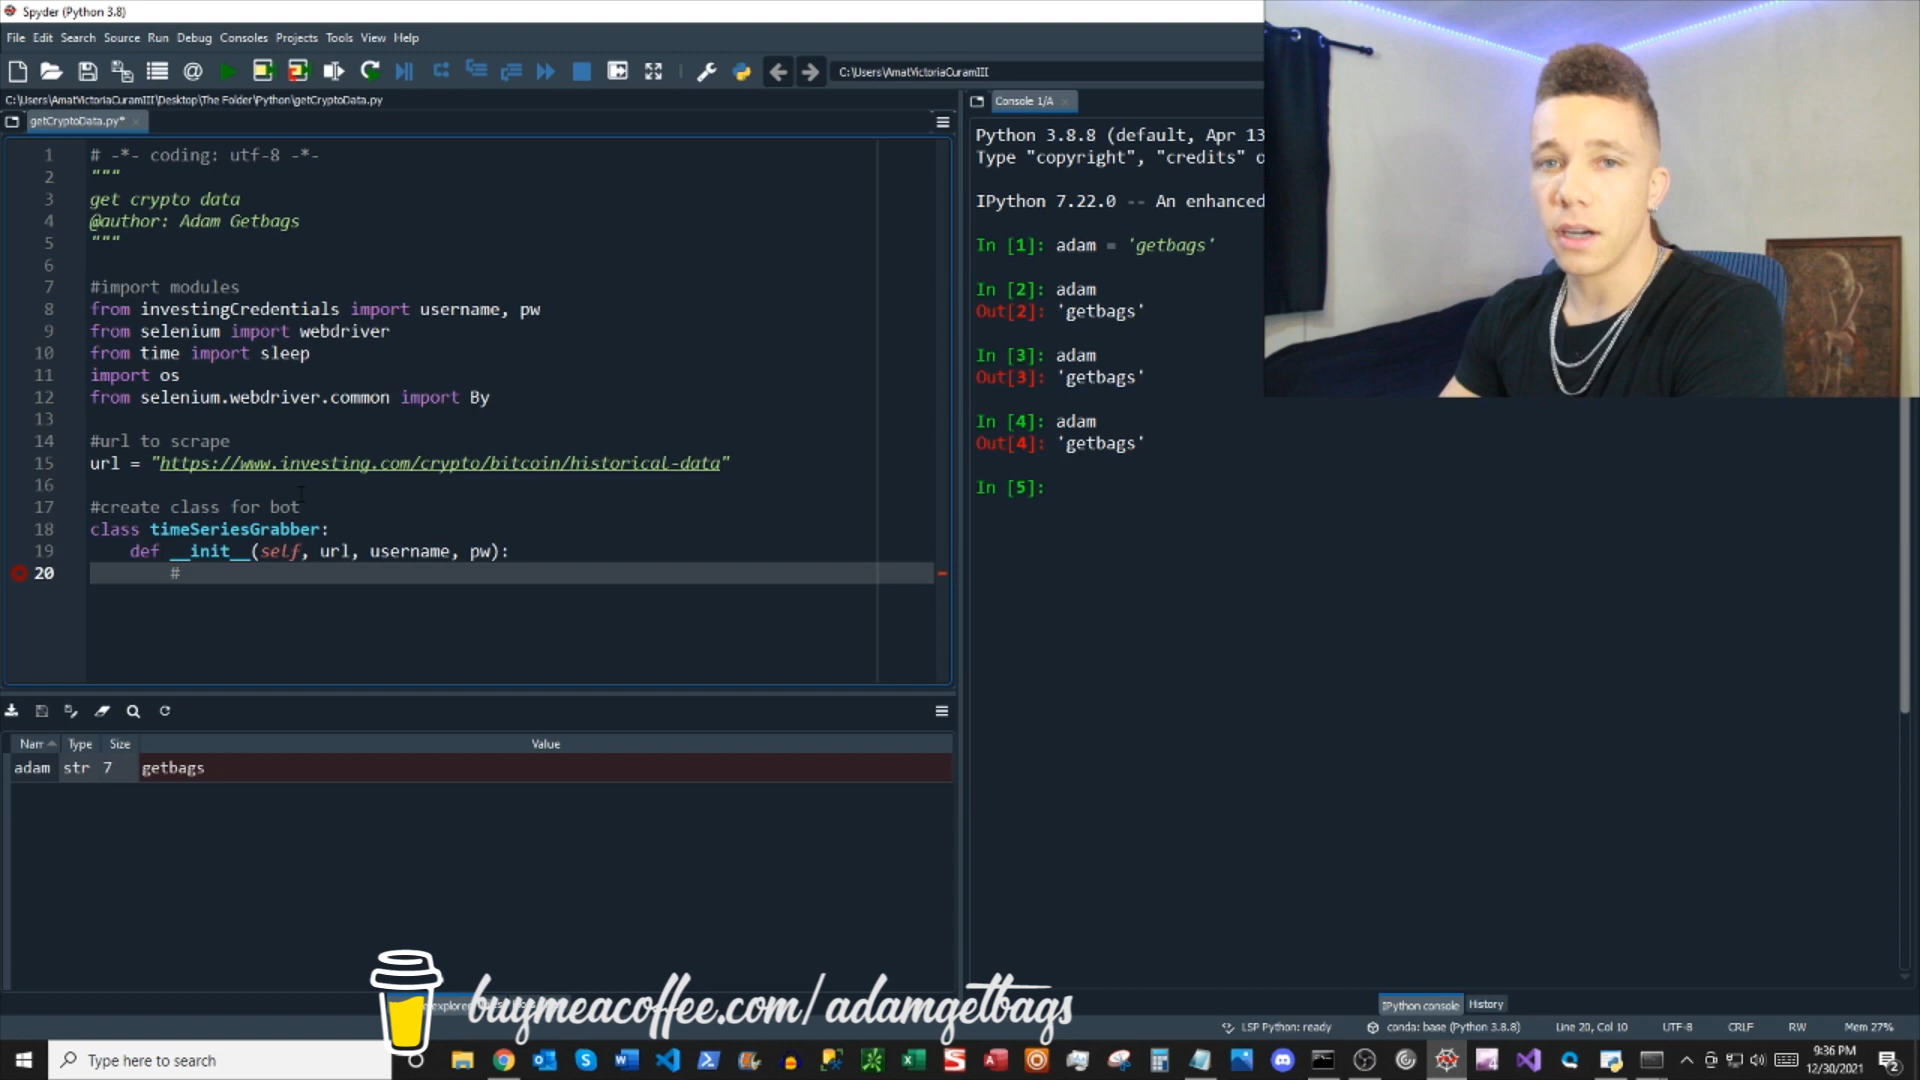 Spyder (Python 3.8)
File Edit Search Source Run Debug Consoles Projects Tools View Help
C:\Users\AmatVictoriaCuramIII
C:\Users\AmatVictoriaCuramIII\Desktop\The Folder\Python\getCryptoData.py
getCryptoData.py*
1 # -*- coding: utf-8 -*-
2 """
3 get crypto data
4 @author: Adam Getbags
5 """
6
7 #import modules
8 from investingCredentials import username, pw
9 from selenium import webdriver
10 from time import sleep
11 import os
12 from selenium.webdriver.common import By
13
14 #url to scrape
15 url = "https://www.investing.com/crypto/bitcoin/historical-data"
16
17 #create class for bot
18 class timeSeriesGrabber:
19 def __init__(self, url, username, pw):
20 #
Nam Type Size Value
adam str 7 getbags
Console 1/A
Python 3.8.8 (default, Apr 13
Type "copyright", "credits" o
IPython 7.22.0 -- An enhanced
In [1]: adam = 'getbags'
In [2]: adam
Out[2]: 'getbags'
In [3]: adam
Out[3]: 'getbags'
In [4]: adam
Out[4]: 'getbags'
In [5]:
buymeacoffee.com/adamgetbags
IPython console History
LSP Python: ready conda: base (Python 3.8.8) Line 20, Col 10 UTF-8 CRLF RW Mem 27%
Type here to search
9:36 PM
12/30/2021
2